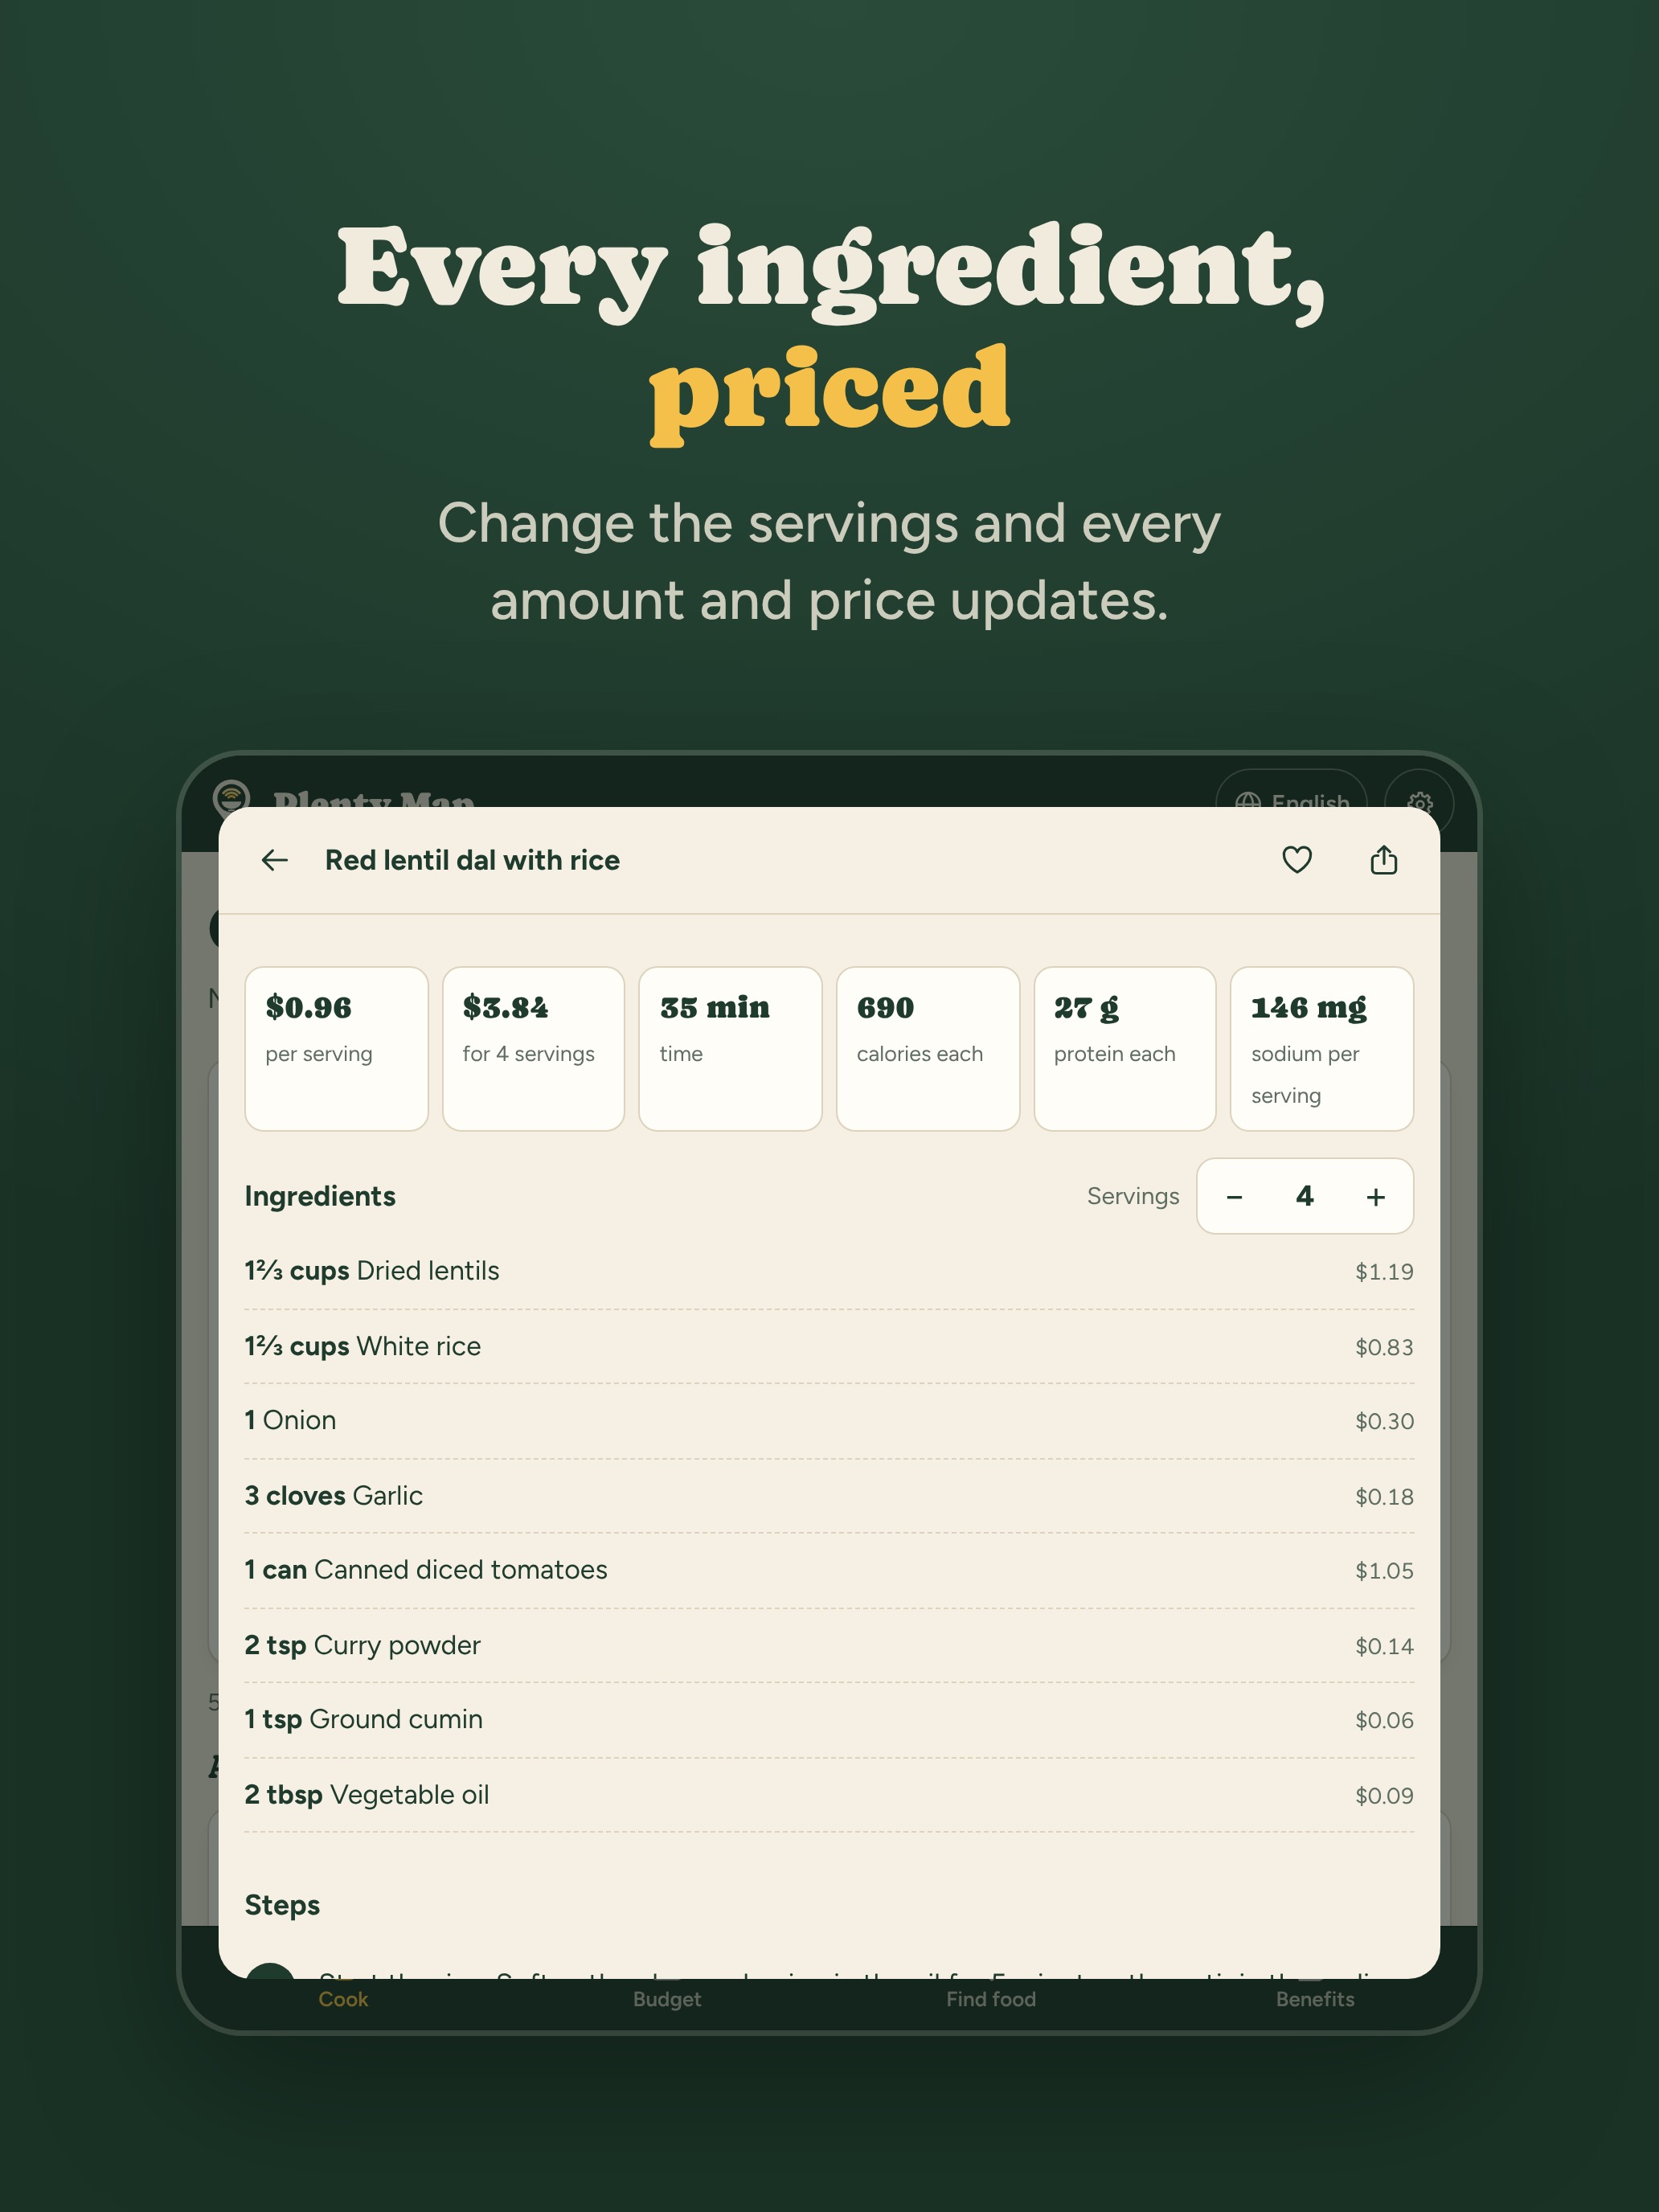 Every ingredient,
priced
Change the servings and every
amount and price updates.
Plenty Map
English
Red lentil dal with rice
$0.96
per serving
$3.84
for 4 servings
35 min
time
690
calories each
27 g
protein each
146 mg
sodium per
serving
Ingredients
Servings − 4 +
1⅔ cups Dried lentils $1.19
1⅔ cups White rice $0.83
1 Onion $0.30
3 cloves Garlic $0.18
1 can Canned diced tomatoes $1.05
2 tsp Curry powder $0.14
1 tsp Ground cumin $0.06
2 tbsp Vegetable oil $0.09
Steps
Cook
Budget
Find food
Benefits